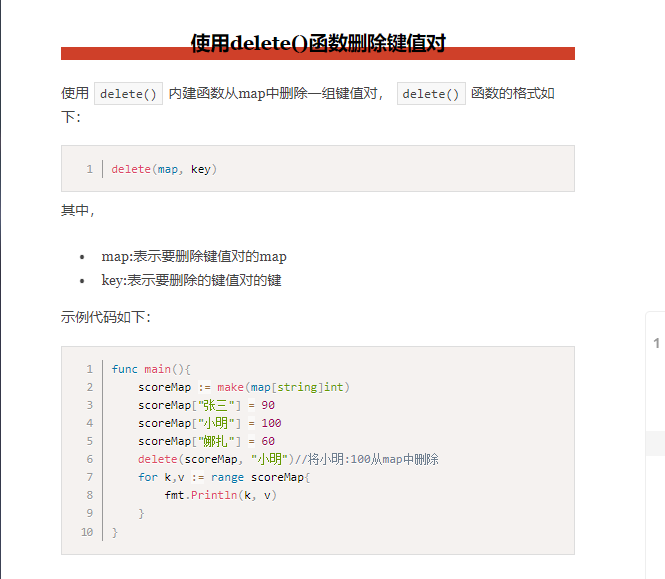 使用delete()函数删除键值对
使用 delete() 内建函数从map中删除一组键值对， delete() 函数的格式如
下：
1 delete(map, key)
其中，
• map:表示要删除键值对的map
• key:表示要删除的键值对的键
示例代码如下：
1 func main(){
2     scoreMap := make(map[string]int)
3     scoreMap["张三"] = 90
4     scoreMap["小明"] = 100
5     scoreMap["娜扎"] = 60
6     delete(scoreMap, "小明")//将小明:100从map中删除
7     for k,v := range scoreMap{
8         fmt.Println(k, v)
9     }
10 }
1